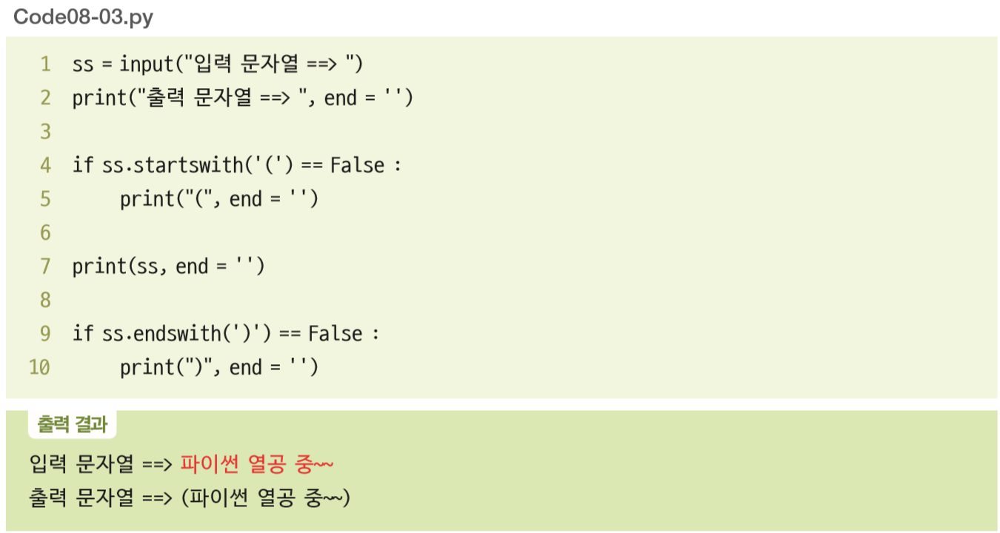 Code08-03.py
1 ss = input("입력 문자열 ==> ")
2 print("출력 문자열 ==> ", end = '')
3
4 if ss.startswith('(') == False :
5     print("(", end = '')
6
7 print(ss, end = '')
8
9 if ss.endswith(')') == False :
10     print(")", end = '')
출력 결과
입력 문자열 ==> 파이썬 열공 중~~
출력 문자열 ==> (파이썬 열공 중~~)